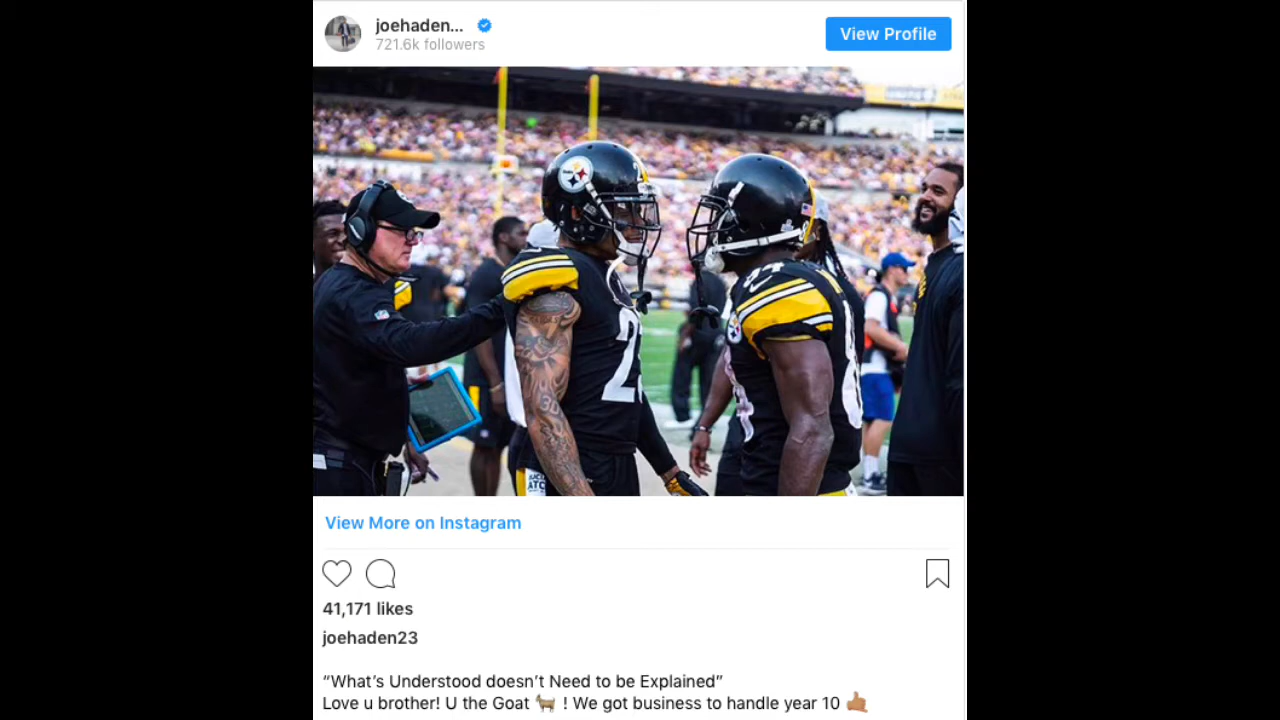 joehaden...
721.6k followers
View Profile
View More on Instagram
41,171 likes
joehaden23
“What’s Understood doesn’t Need to be Explained”
Love u brother! U the Goat 🐐 ! We got business to handle year 10 🤙🏽